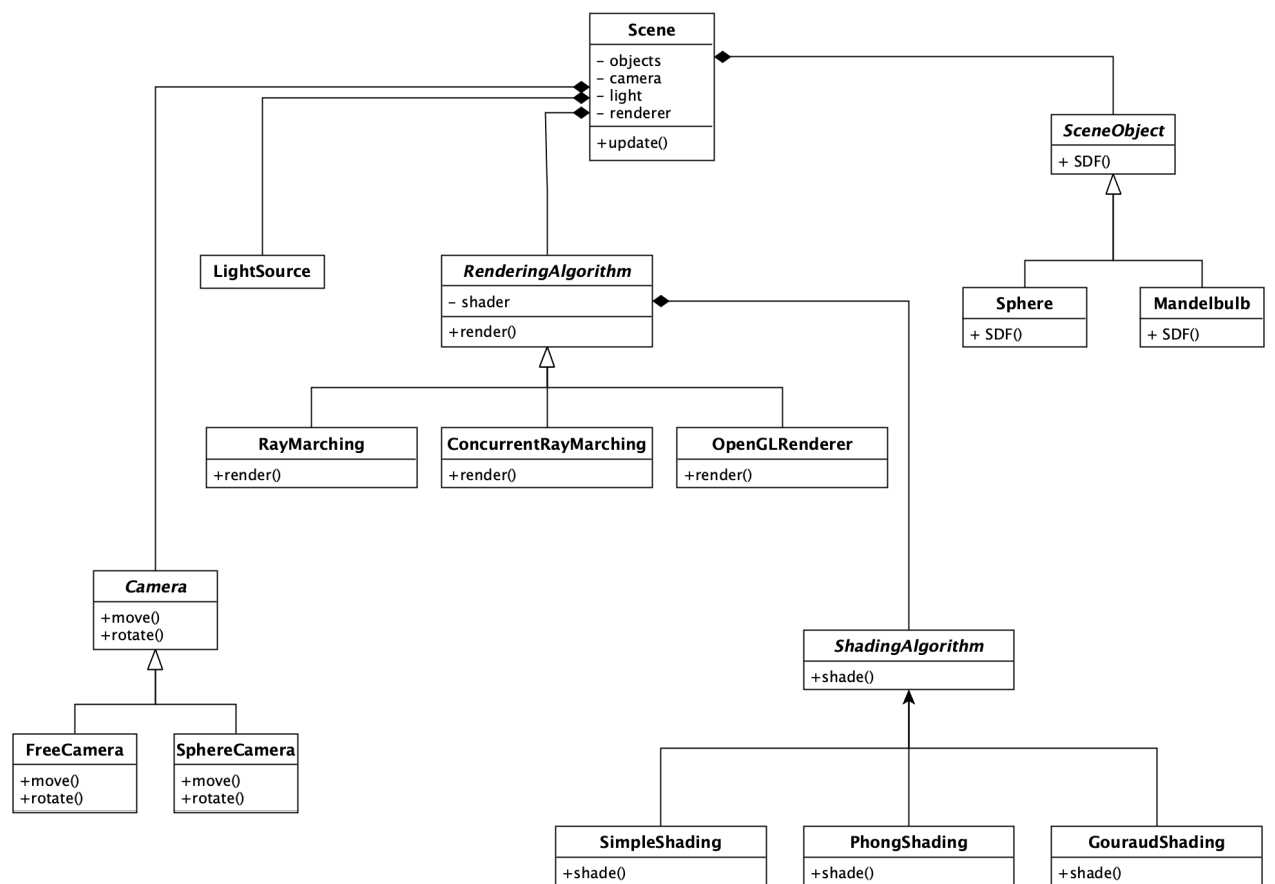 Scene
- objects
- camera
- light
- renderer
+update()
SceneObject
+ SDF()
LightSource
RenderingAlgorithm
- shader
+render()
Sphere
+ SDF()
Mandelbulb
+ SDF()
RayMarching
+render()
ConcurrentRayMarching
+render()
OpenGLRenderer
+render()
Camera
+move()
+rotate()
ShadingAlgorithm
+shade()
FreeCamera
+move()
+rotate()
SphereCamera
+move()
+rotate()
SimpleShading
+shade()
PhongShading
+shade()
GouraudShading
+shade()